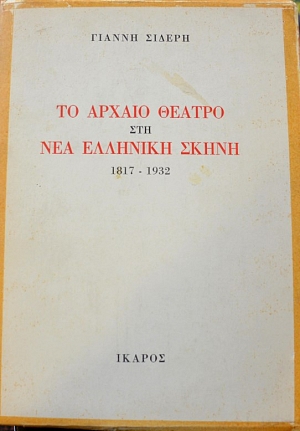 ΓΙΑΝΝΗ ΣΙΔΕΡΗ
ΤΟ ΑΡΧΑΙΟ ΘΕΑΤΡΟ
ΣΤΗ
ΝΕΑ ΕΛΛΗΝΙΚΗ ΣΚΗΝΗ
1817 - 1932
ΙΚΑΡΟΣ